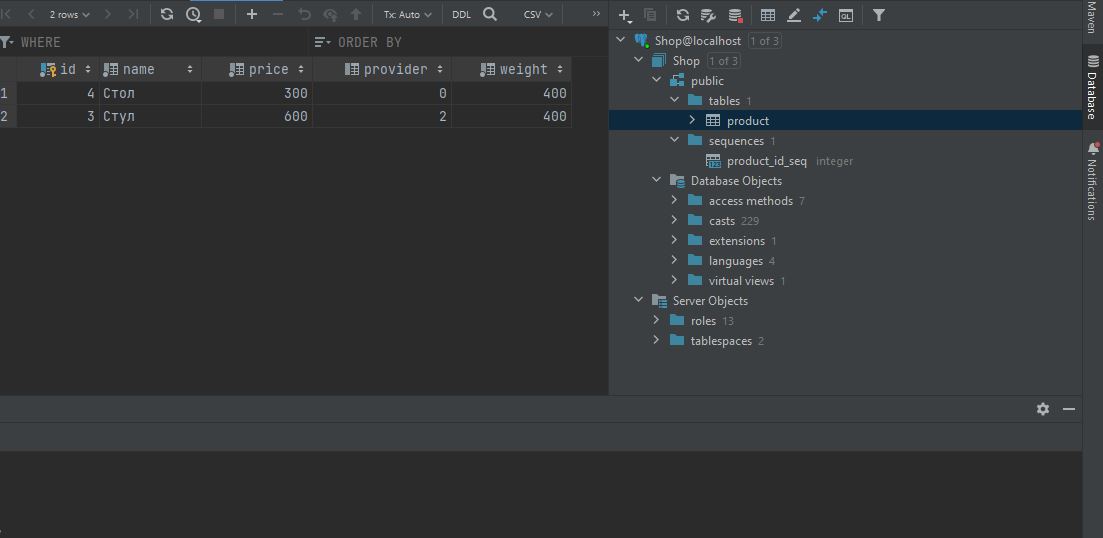 2 rows
Tx: Auto
DDL
CSV
WHERE
ORDER BY
id name price provider weight
1 4 Стол 300 0 400
2 3 Стул 600 2 400
Shop@localhost 1 of 3
Shop 1 of 3
public
tables 1
product
sequences 1
product_id_seq integer
Database Objects
access methods 7
casts 229
extensions 1
languages 4
virtual views 1
Server Objects
roles 13
tablespaces 2
Maven
Database
Notifications